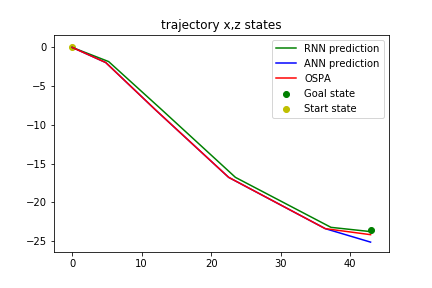 trajectory x,z states
RNN prediction
ANN prediction
OSPA
Goal state
Start state
0
−5
−10
−15
−20
−25
0
10
20
30
40